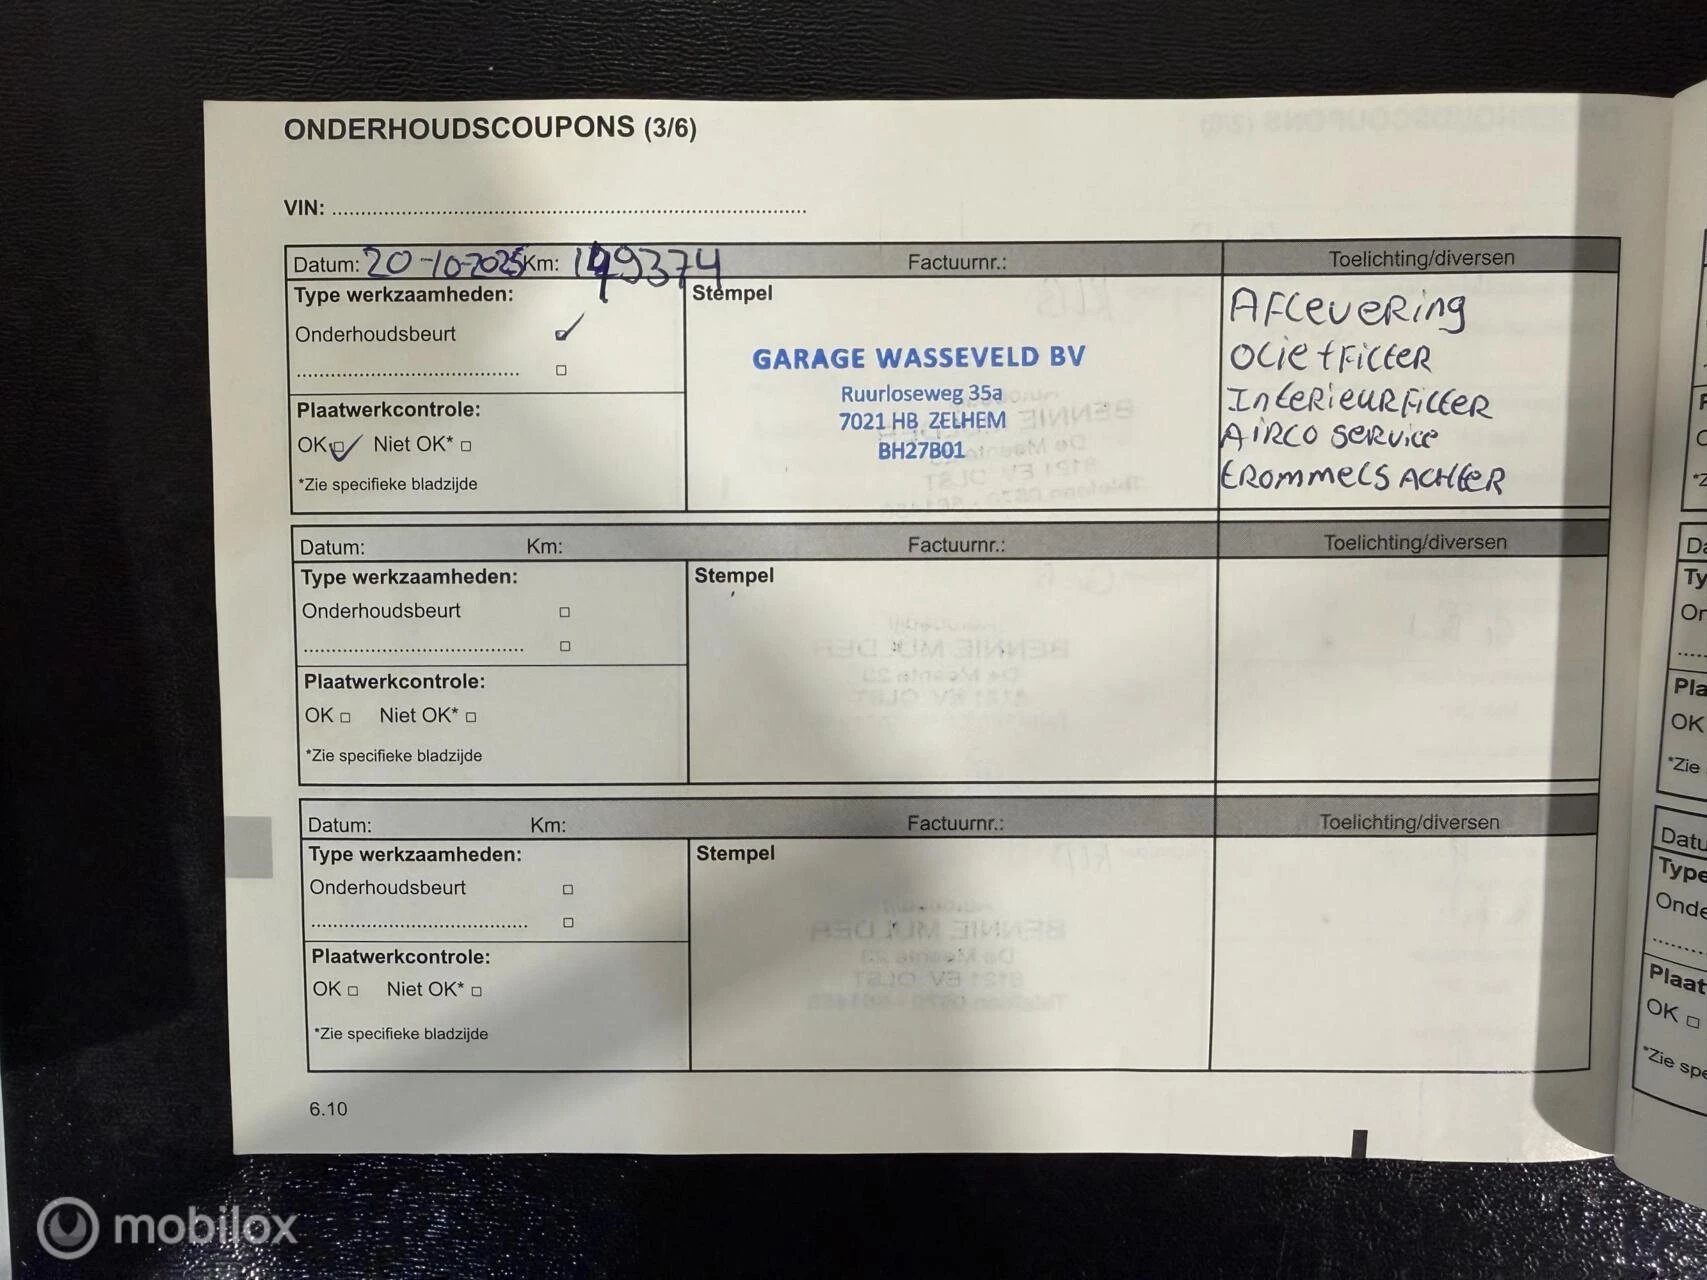 ONDERHOUDSCOUPONS (3/6)
VIN: ................................................................................
Datum: 20-10-2025 Km: 149374 Factuurnr.: Toelichting/diversen
Type werkzaamheden: Stempel
Onderhoudsbeurt
Plaatwerkcontrole:
OK Niet OK*
*Zie specifieke bladzijde
GARAGE WASSEVELD BV
Ruurloseweg 35a
7021 HB ZELHEM
BH27B01
AFLEVERING
OLIE + FILTER
INTERIEURFILTER
AIRCO SERVICE
TROMMELS ACHTER
Datum: Km: Factuurnr.: Toelichting/diversen
Type werkzaamheden: Stempel
Onderhoudsbeurt
Plaatwerkcontrole:
OK Niet OK*
*Zie specifieke bladzijde
Datum: Km: Factuurnr.: Toelichting/diversen
Type werkzaamheden: Stempel
Onderhoudsbeurt
Plaatwerkcontrole:
OK Niet OK*
*Zie specifieke bladzijde
6.10
mobilox